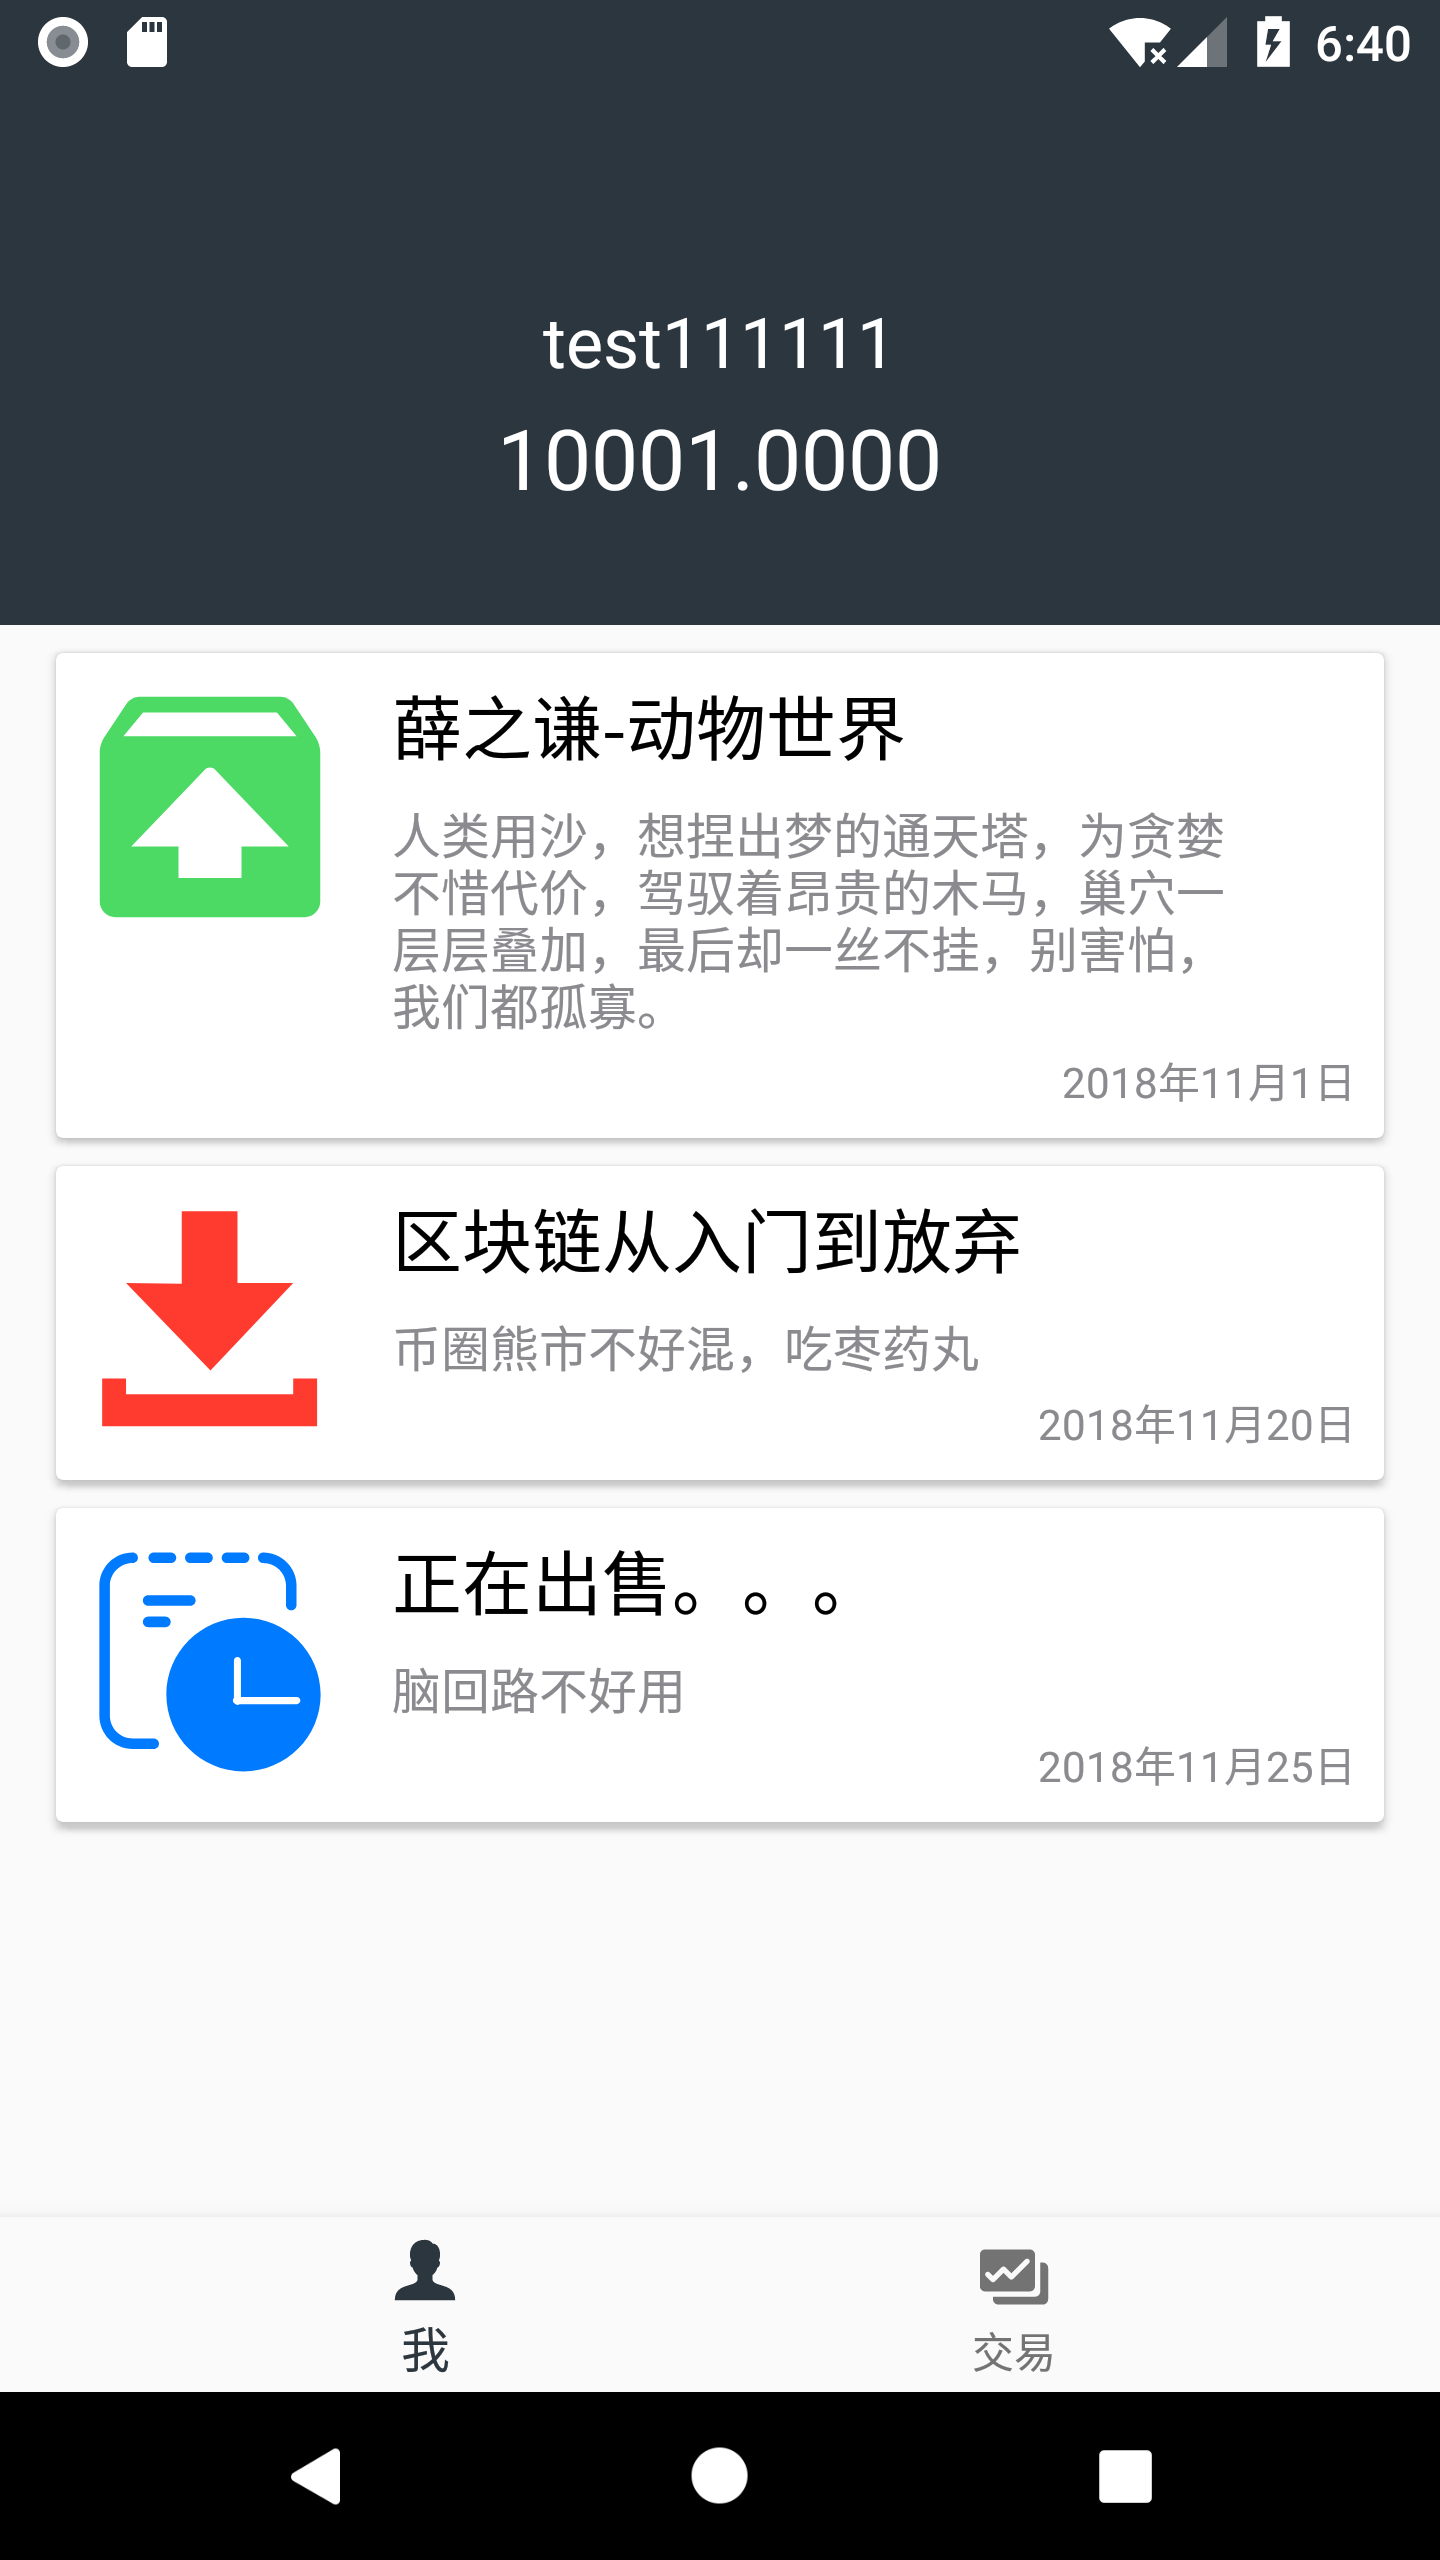 6:40
test111111
10001.0000
薛之谦-动物世界
人类用沙，想捏出梦的通天塔，为贪婪
不惜代价，驾驭着昂贵的木马，巢穴一
层层叠加，最后却一丝不挂，别害怕，
我们都孤寡。
2018年11月1日
区块链从入门到放弃
币圈熊市不好混，吃枣药丸
2018年11月20日
正在出售。。。
脑回路不好用
2018年11月25日
我
交易